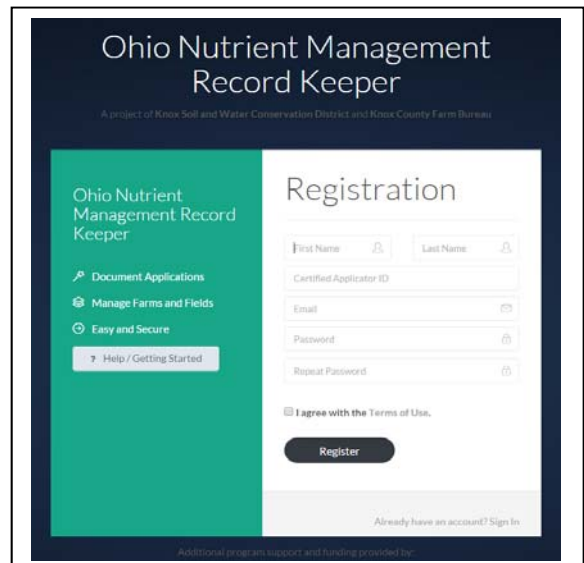 Ohio Nutrient Management
Record Keeper
A project of Knox Soil and Water Conservation District and Knox County Farm Bureau
Ohio Nutrient
Management Record
Keeper
Document Applications
Manage Farms and Fields
Easy and Secure
? Help / Getting Started
Registration
First Name Last Name
Certified Applicator ID
Email
Password
Repeat Password
I agree with the Terms of Use.
Register
Already have an account? Sign In
Additional program support and funding provided by: